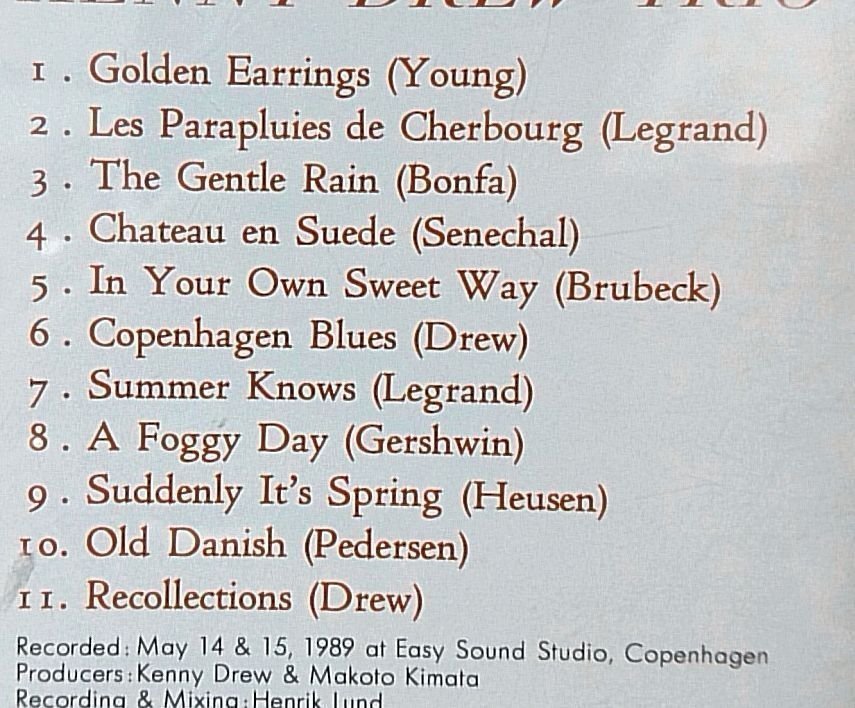 KENNY DREW TRIO
1. Golden Earrings (Young)
2. Les Parapluies de Cherbourg (Legrand)
3. The Gentle Rain (Bonfa)
4. Chateau en Suede (Senechal)
5. In Your Own Sweet Way (Brubeck)
6. Copenhagen Blues (Drew)
7. Summer Knows (Legrand)
8. A Foggy Day (Gershwin)
9. Suddenly It's Spring (Heusen)
10. Old Danish (Pedersen)
11. Recollections (Drew)
Recorded: May 14 & 15, 1989 at Easy Sound Studio, Copenhagen
Producers: Kenny Drew & Makoto Kimata
Recording & Mixing: Henrik Lund